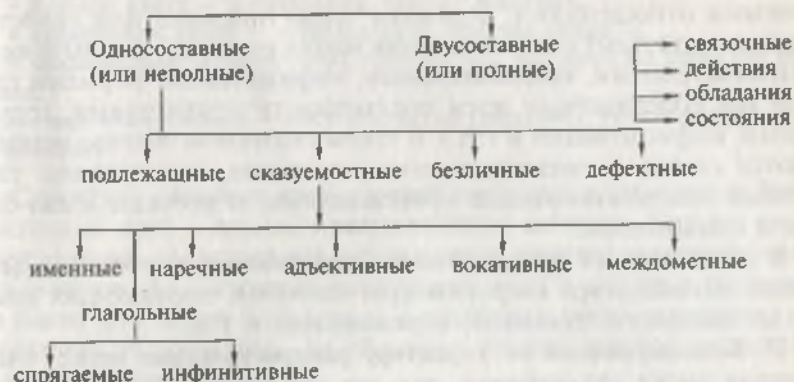 Односоставные Двусоставные связочные
(или неполные) (или полные) действия
обладания
состояния
подлежащные сказуемостные безличные дефектные
именные наречные адъективные вокативные междометные
глагольные
спрягаемые инфинитивные